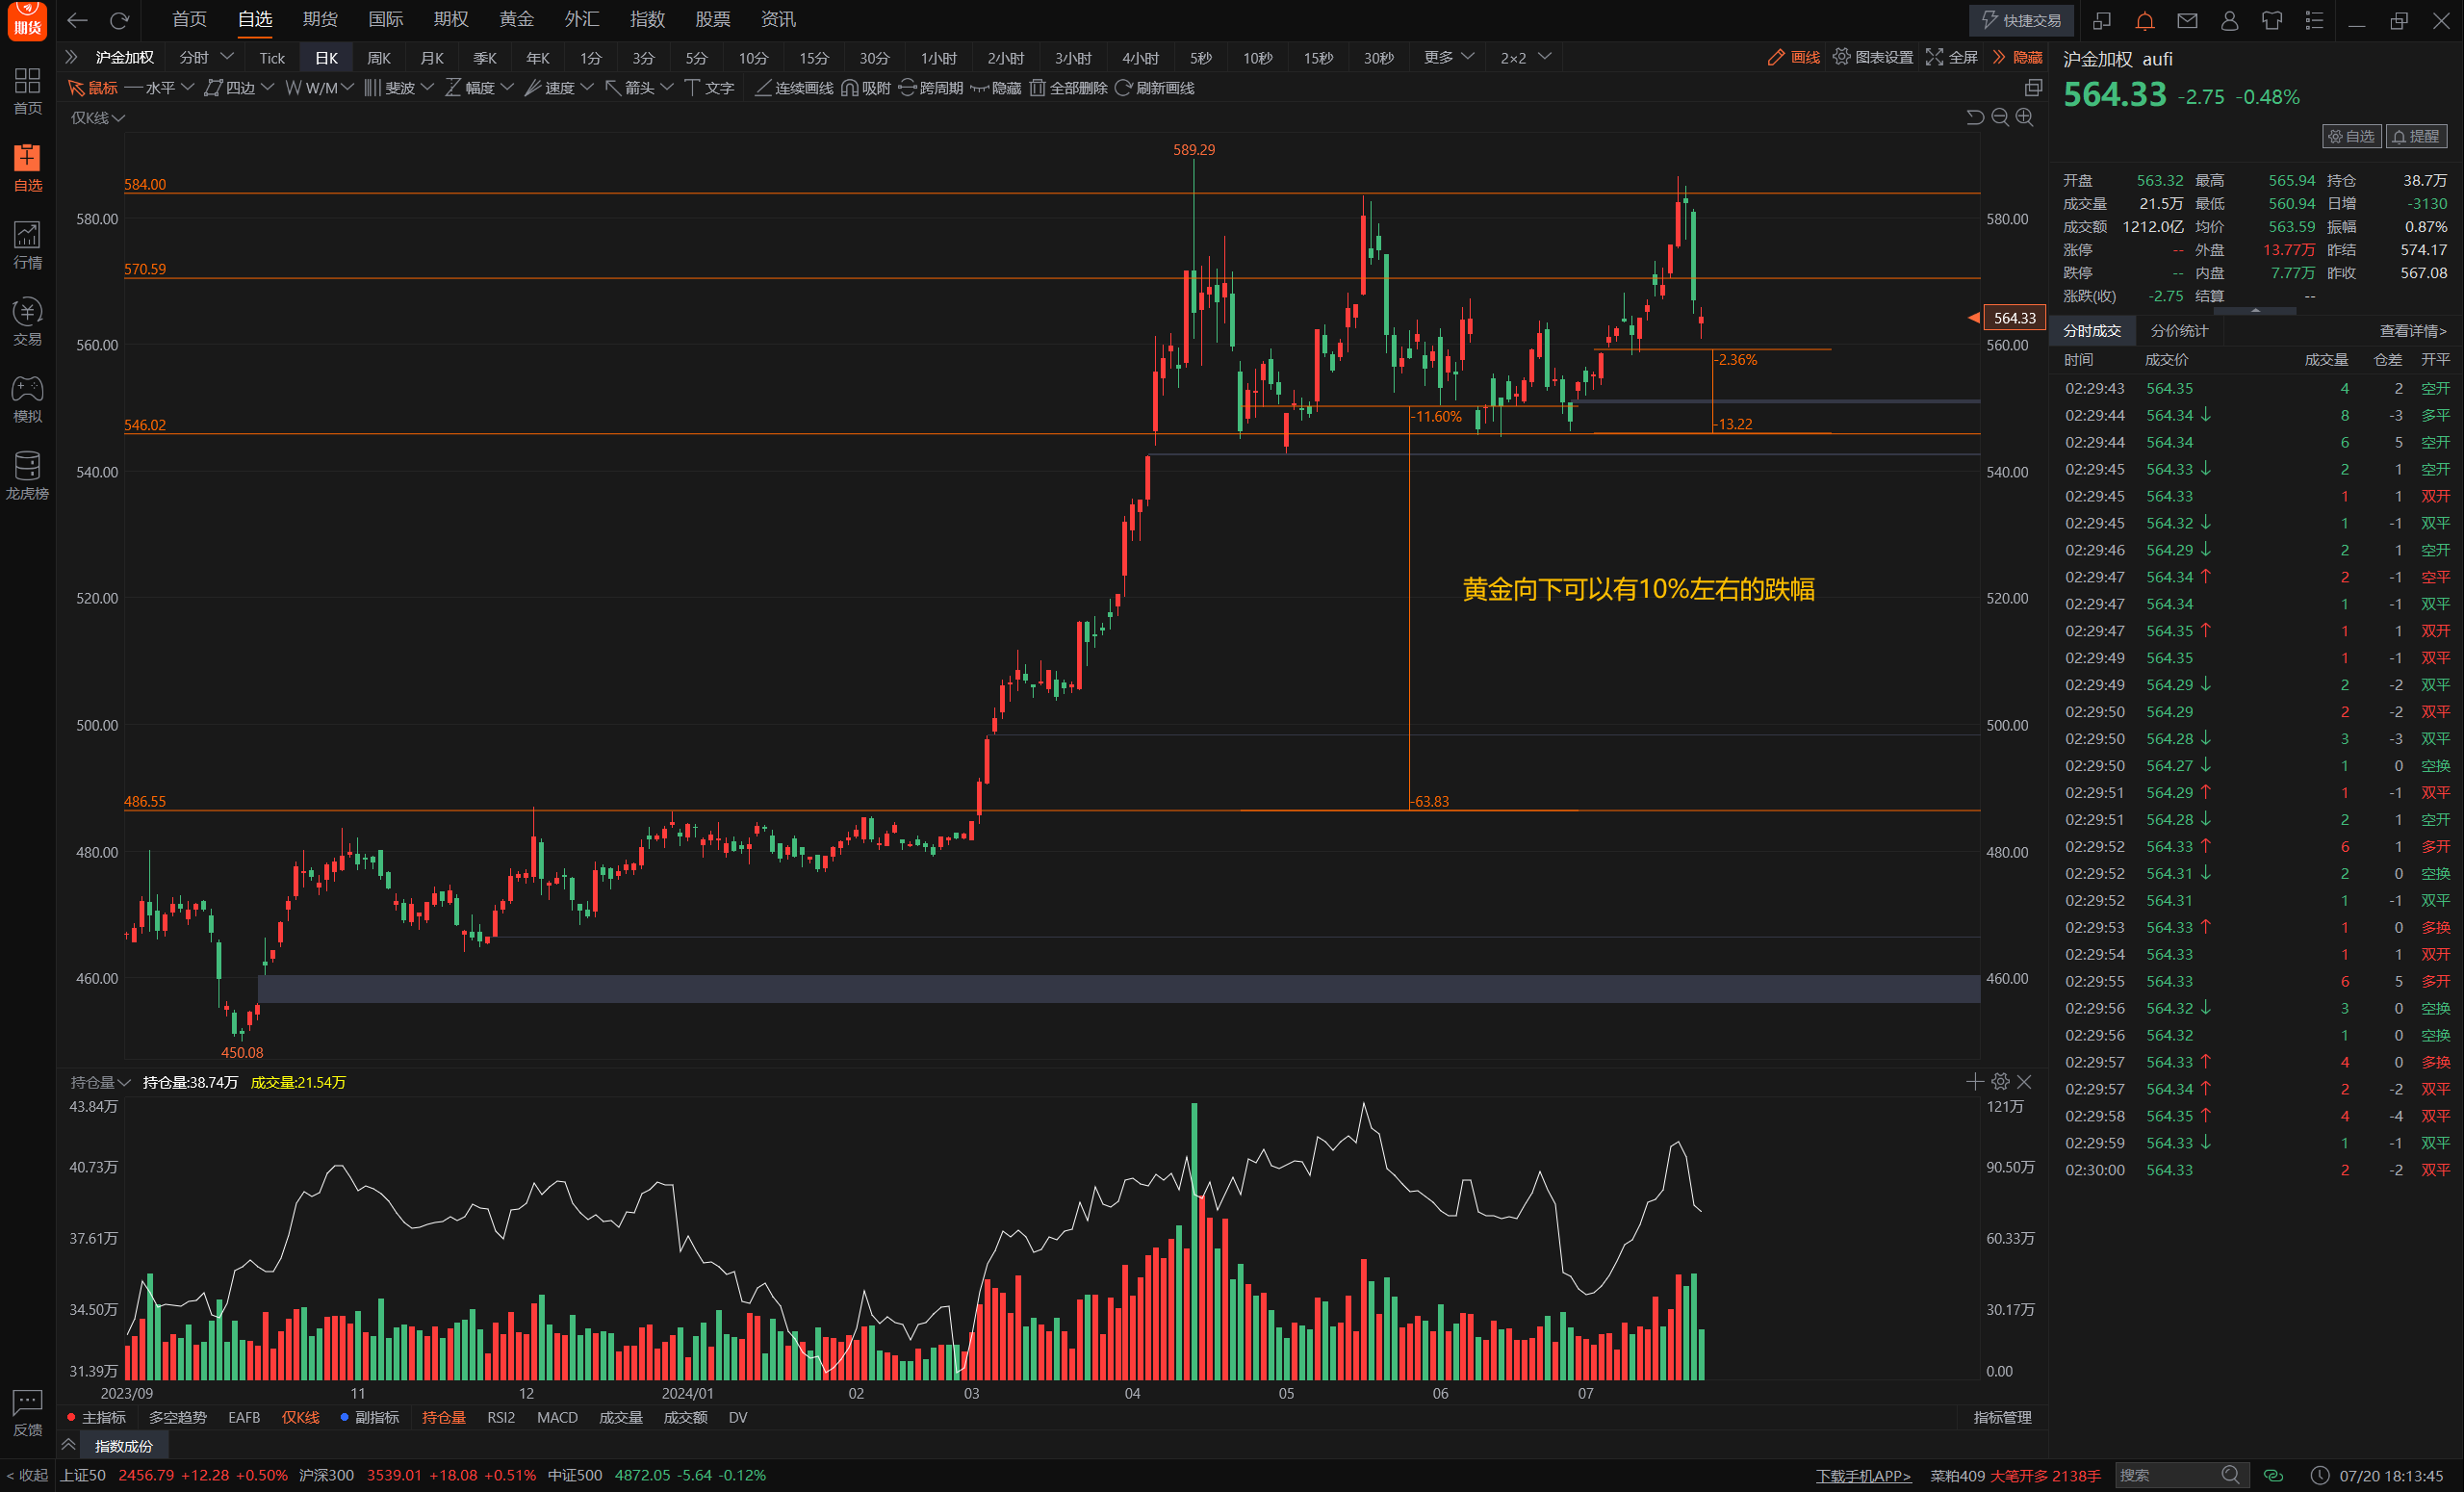 期货 首页 自选 期货 国际 期权 黄金 外汇 指数 股票 资讯 快捷交易
沪金加权 分时 Tick 日K 周K 月K 季K 年K 1分 3分 5分 10分 15分 30分 1小时 2小时 3小时 4小时 5秒 10秒 15秒 30秒 更多 2×2 画线 图表设置 全屏 隐藏
鼠标 水平 四边 W/M 斐波 幅度 速度 箭头 文字 连续画线 吸附 跨周期 隐藏 全部删除 刷新画线
首页
自选
行情
交易
模拟
龙虎榜
反馈
< 收起
仅K线
589.29
584.00
580.00 580.00
570.59
564.33
560.00 560.00
-2.36%
-11.60%
546.02 -13.22
540.00 540.00
黄金向下可以有10%左右的跌幅
520.00 520.00
500.00 500.00
486.55 -63.83
480.00 480.00
460.00 460.00
450.08
持仓量 持仓量:38.74万 成交量:21.54万
43.84万 121万
40.73万 90.50万
37.61万 60.33万
34.50万 30.17万
31.39万 0.00
2023/09 11 12 2024/01 02 03 04 05 06 07
主指标 多空趋势 EAFB 仅K线 副指标 持仓量 RSI2 MACD 成交量 成交额 DV 指标管理
指数成份
沪金加权 aufi
564.33 -2.75 -0.48%
自选 提醒
开盘 563.32 最高 565.94 持仓 38.7万
成交量 21.5万 最低 560.94 日增 -3130
成交额 1212.0亿 均价 563.59 振幅 0.87%
涨停 -- 外盘 13.77万 昨结 574.17
跌停 -- 内盘 7.77万 昨收 567.08
涨跌(收) -2.75 结算 --
分时成交 分价统计 查看详情>
时间 成交价 成交量 仓差 开平
02:29:43 564.35 4 2 空开
02:29:44 564.34↓ 8 -3 多平
02:29:44 564.34 6 5 空开
02:29:45 564.33↓ 2 1 空开
02:29:45 564.33 1 1 双开
02:29:45 564.32↓ 1 -1 双平
02:29:46 564.29↓ 2 1 空开
02:29:47 564.34↑ 2 -1 空平
02:29:47 564.34 1 -1 双平
02:29:47 564.35↑ 1 1 双开
02:29:49 564.35 1 -1 双平
02:29:49 564.29↓ 2 -2 双平
02:29:50 564.29 2 -2 双平
02:29:50 564.28↓ 3 -3 双平
02:29:50 564.27↓ 1 0 空换
02:29:51 564.29↑ 1 -1 双平
02:29:51 564.28↓ 2 1 空开
02:29:52 564.33↑ 6 1 多开
02:29:52 564.31↓ 2 0 空换
02:29:52 564.31 1 -1 双平
02:29:53 564.33↑ 1 0 多换
02:29:54 564.33 1 1 双开
02:29:55 564.33 6 5 多开
02:29:56 564.32↓ 3 0 空换
02:29:56 564.32 1 0 空换
02:29:57 564.33↑ 4 0 多换
02:29:57 564.34↑ 2 -2 双平
02:29:58 564.35↑ 4 -4 双平
02:29:59 564.33↓ 1 -1 双平
02:30:00 564.33 2 -2 双平
上证50 2456.79 +12.28 +0.50% 沪深300 3539.01 +18.08 +0.51% 中证500 4872.05 -5.64 -0.12% 下载手机APP> 菜粕409 大笔开多 2138手 搜索 07/20 18:13:45